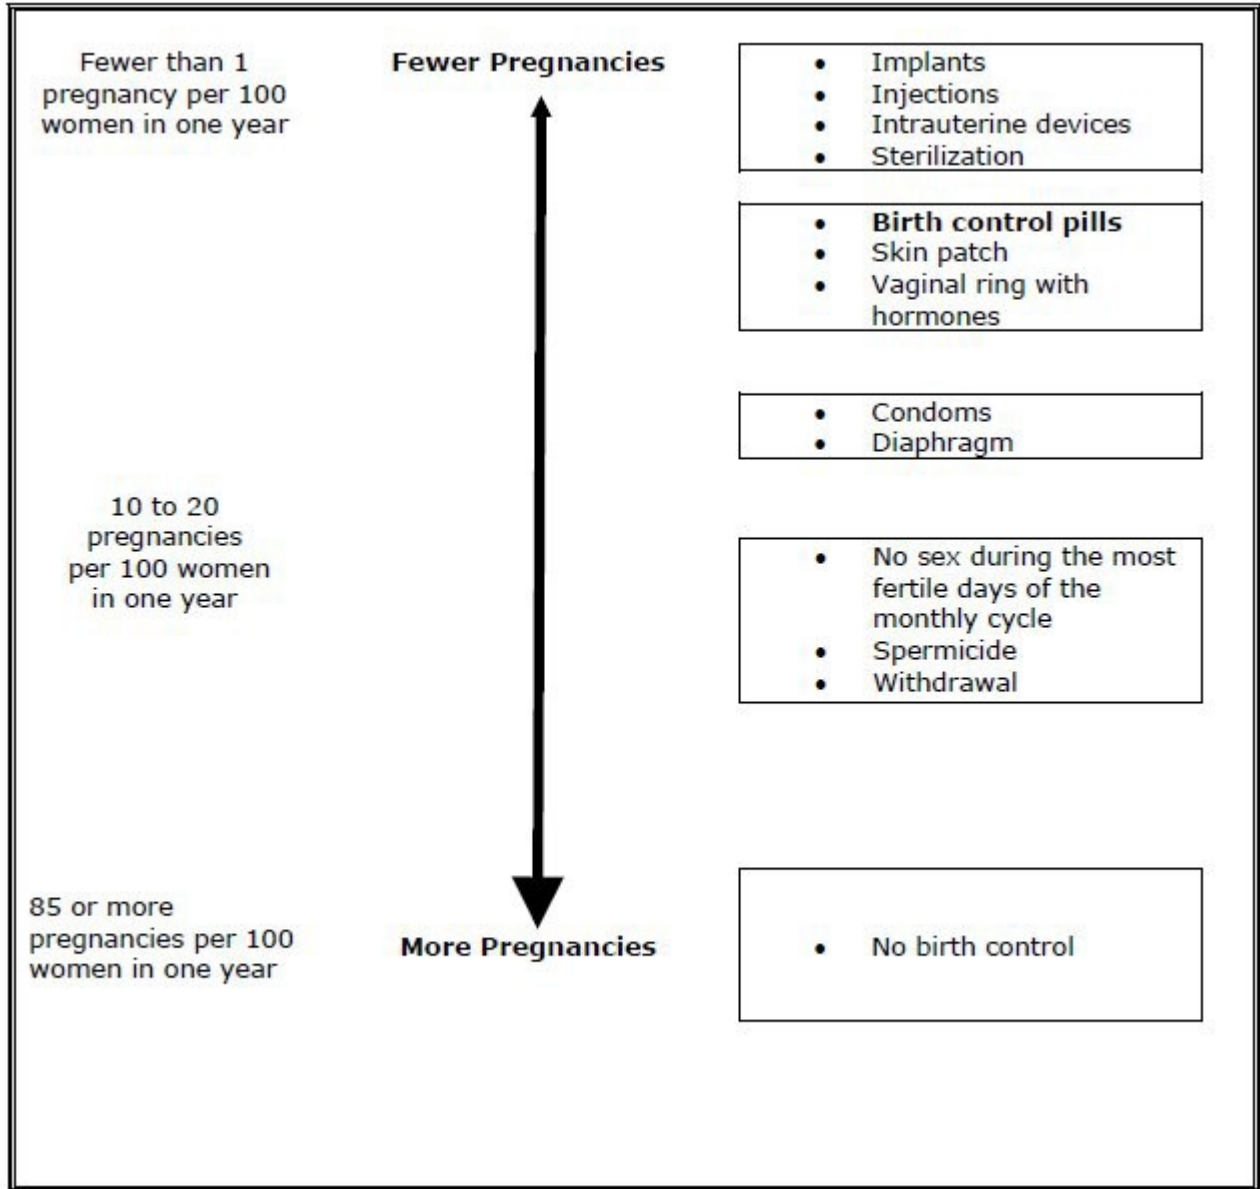 Fewer than 1
pregnancy per 100
women in one year
Fewer Pregnancies
• Implants
• Injections
• Intrauterine devices
• Sterilization
• Birth control pills
• Skin patch
• Vaginal ring with
hormones
• Condoms
• Diaphragm
10 to 20
pregnancies
per 100 women
in one year
• No sex during the most
fertile days of the
monthly cycle
• Spermicide
• Withdrawal
85 or more
pregnancies per 100
women in one year
More Pregnancies
• No birth control